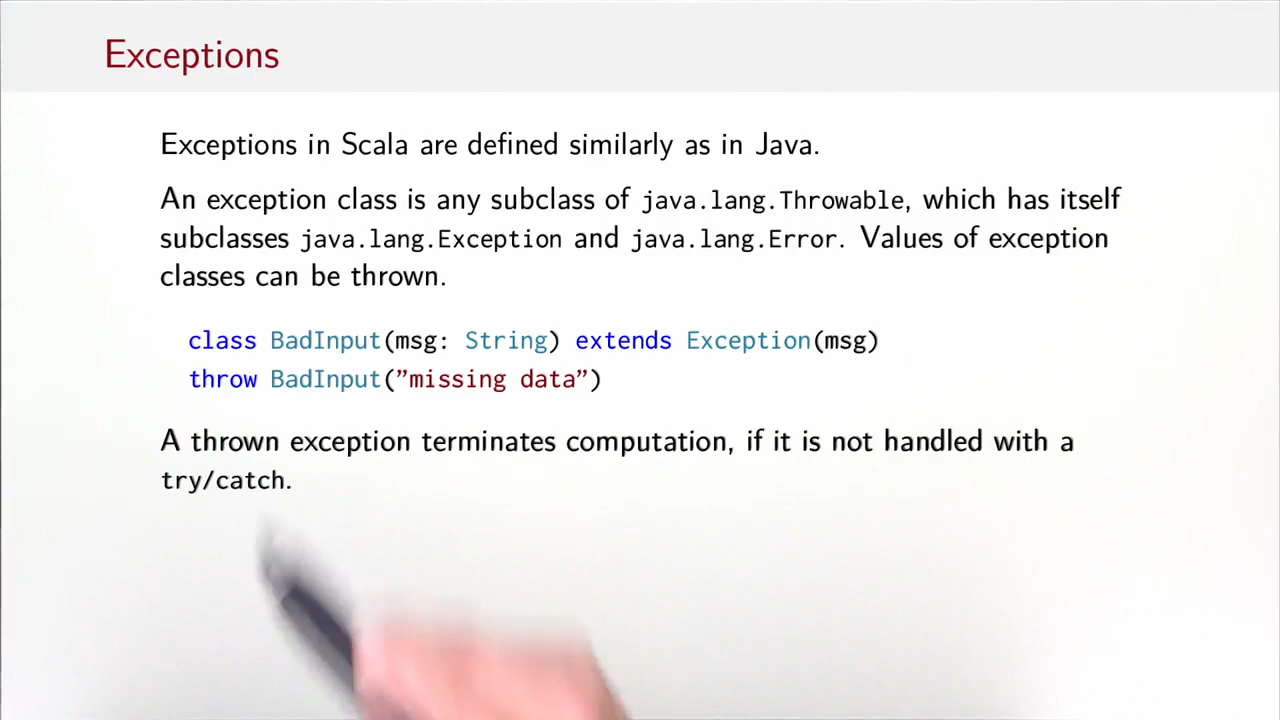 Exceptions
Exceptions in Scala are defined similarly as in Java.
An exception class is any subclass of java.lang.Throwable, which has itself
subclasses java.lang.Exception and java.lang.Error. Values of exception
classes can be thrown.
class BadInput(msg: String) extends Exception(msg)
throw BadInput(”missing data”)
A thrown exception terminates computation, if it is not handled with a
try/catch.